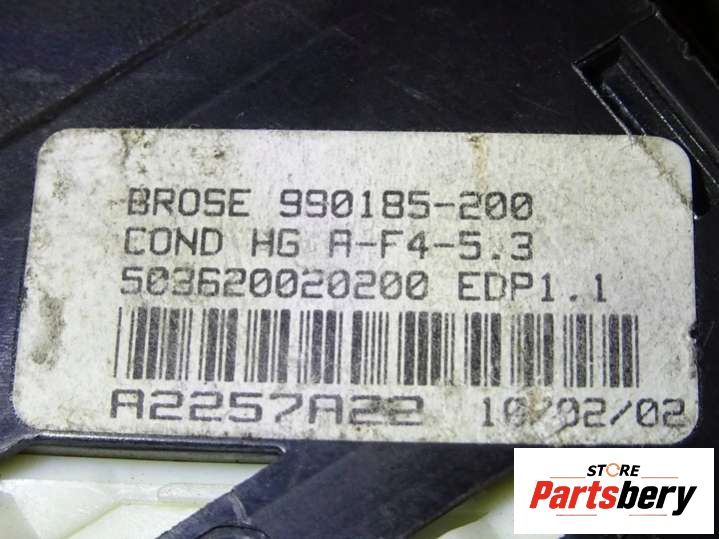 BROSE 990185-200
COND HG A-F4-5.3
503620020200 EDP1.1
A2257A22 10/02/02
STORE
Partsbery